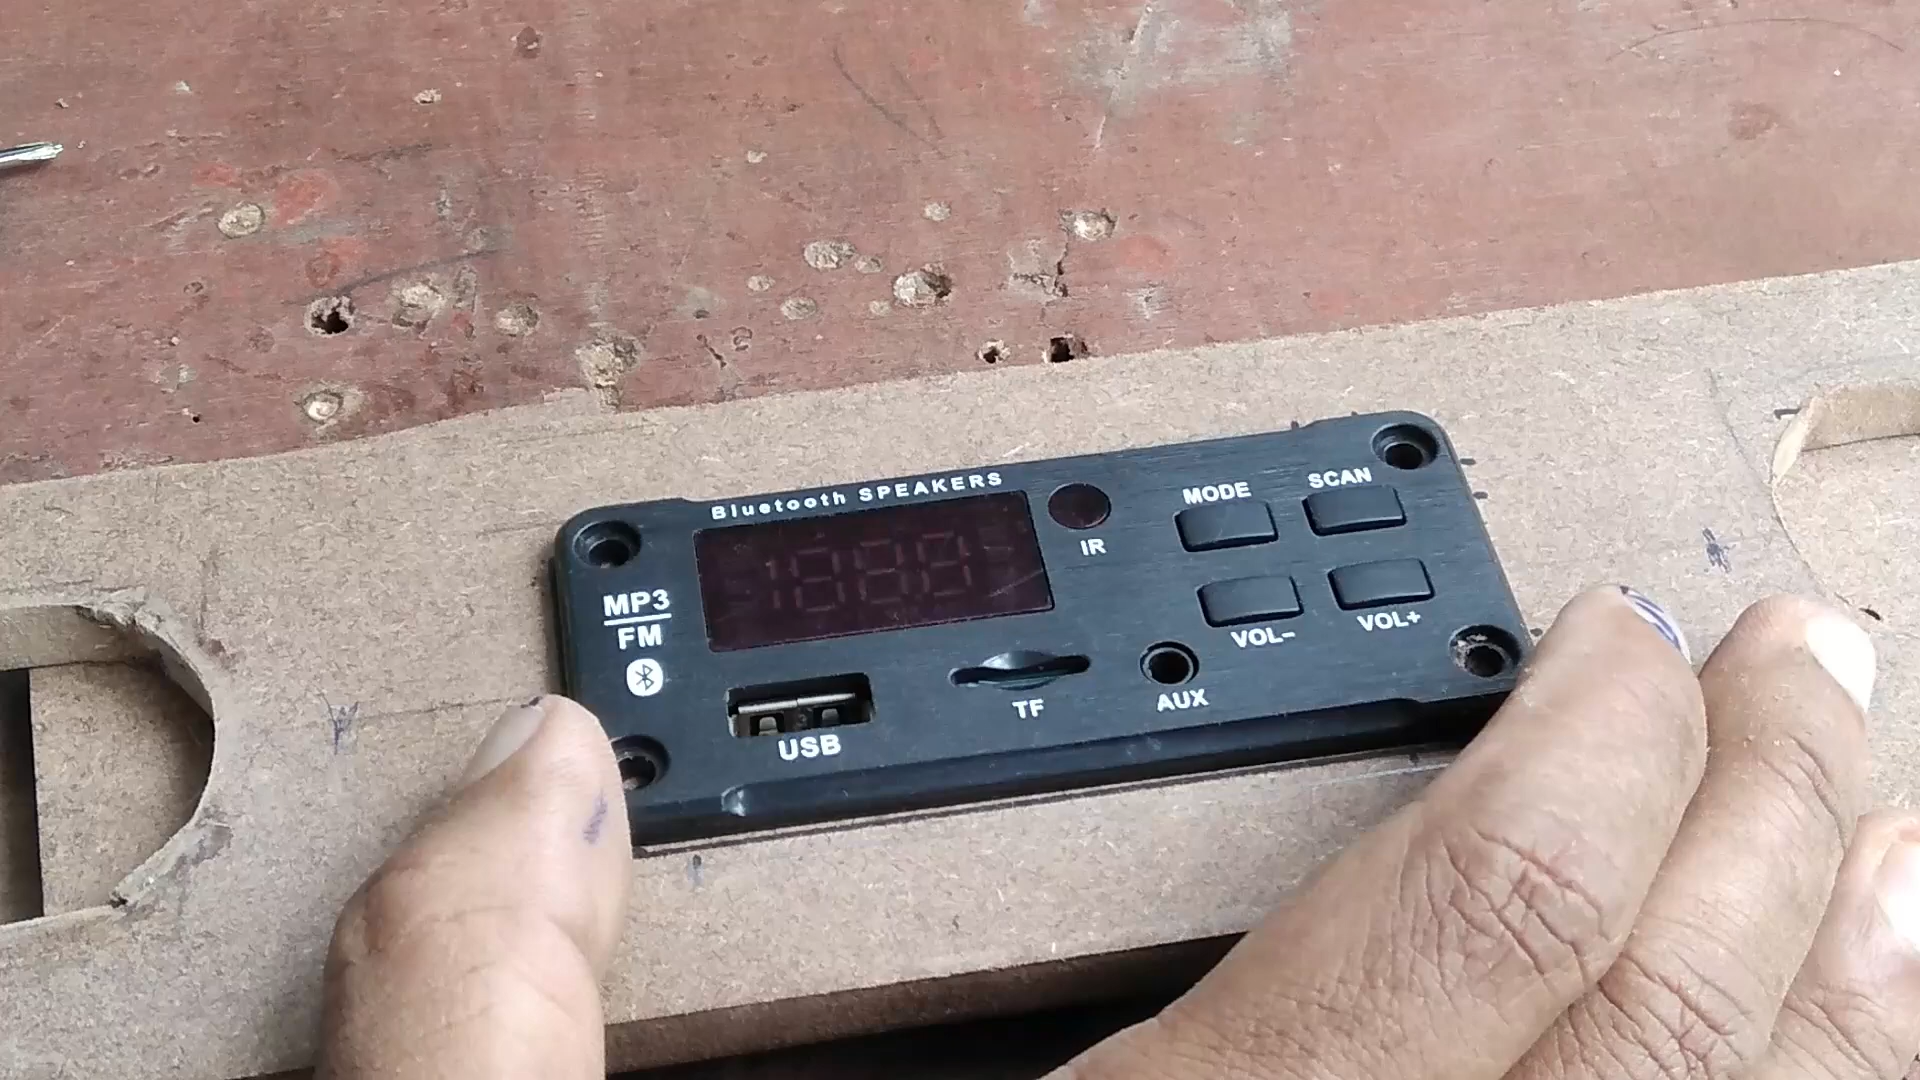 Bluetooth SPEAKERS
MODE
SCAN
IR
MP3
FM
VOL-
VOL+
TF
AUX
USB